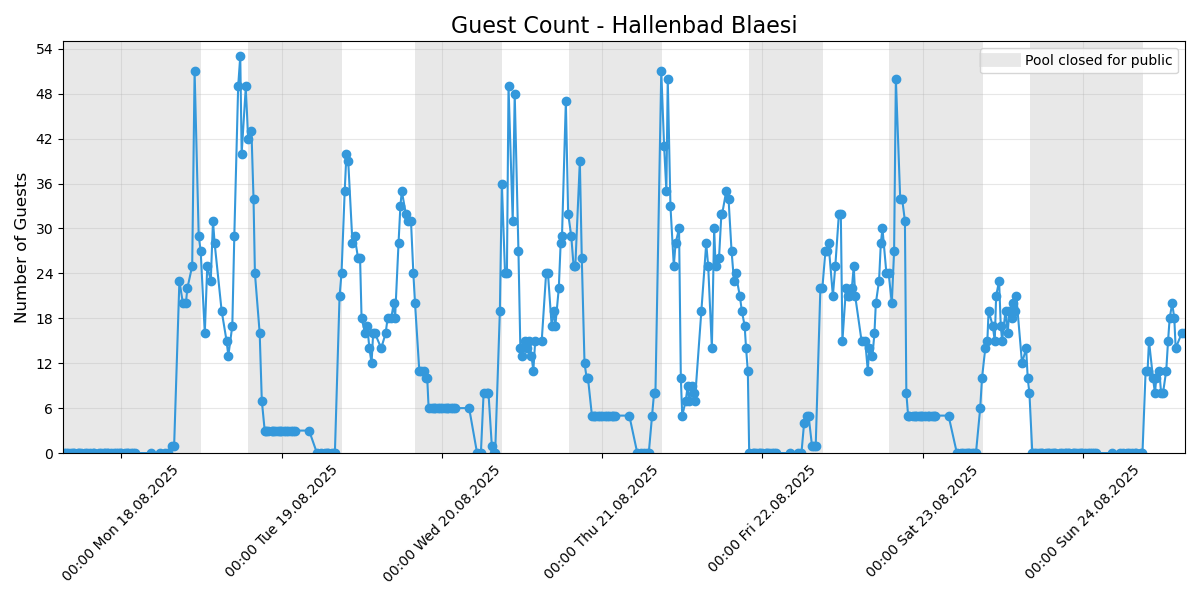 Guest Count - Hallenbad Blaesi
Pool closed for public
Number of Guests
54
48
42
36
30
24
18
12
6
0
00:00 Mon 18.08.2025
00:00 Tue 19.08.2025
00:00 Wed 20.08.2025
00:00 Thu 21.08.2025
00:00 Fri 22.08.2025
00:00 Sat 23.08.2025
00:00 Sun 24.08.2025